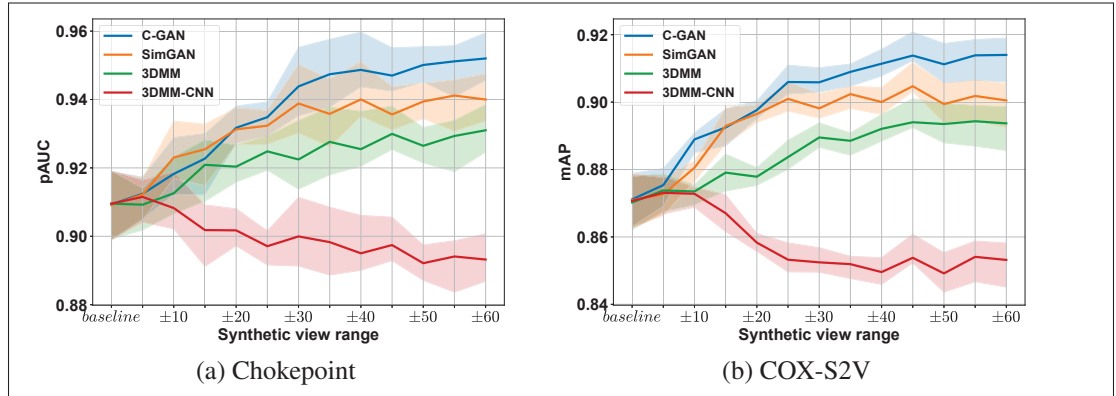 C-GAN
SimGAN
3DMM
3DMM-CNN
pAUC
0.96
0.94
0.92
0.90
0.88
baseline ±10 ±20 ±30 ±40 ±50 ±60
Synthetic view range
(a) Chokepoint
C-GAN
SimGAN
3DMM
3DMM-CNN
mAP
0.92
0.90
0.88
0.86
0.84
baseline ±10 ±20 ±30 ±40 ±50 ±60
Synthetic view range
(b) COX-S2V